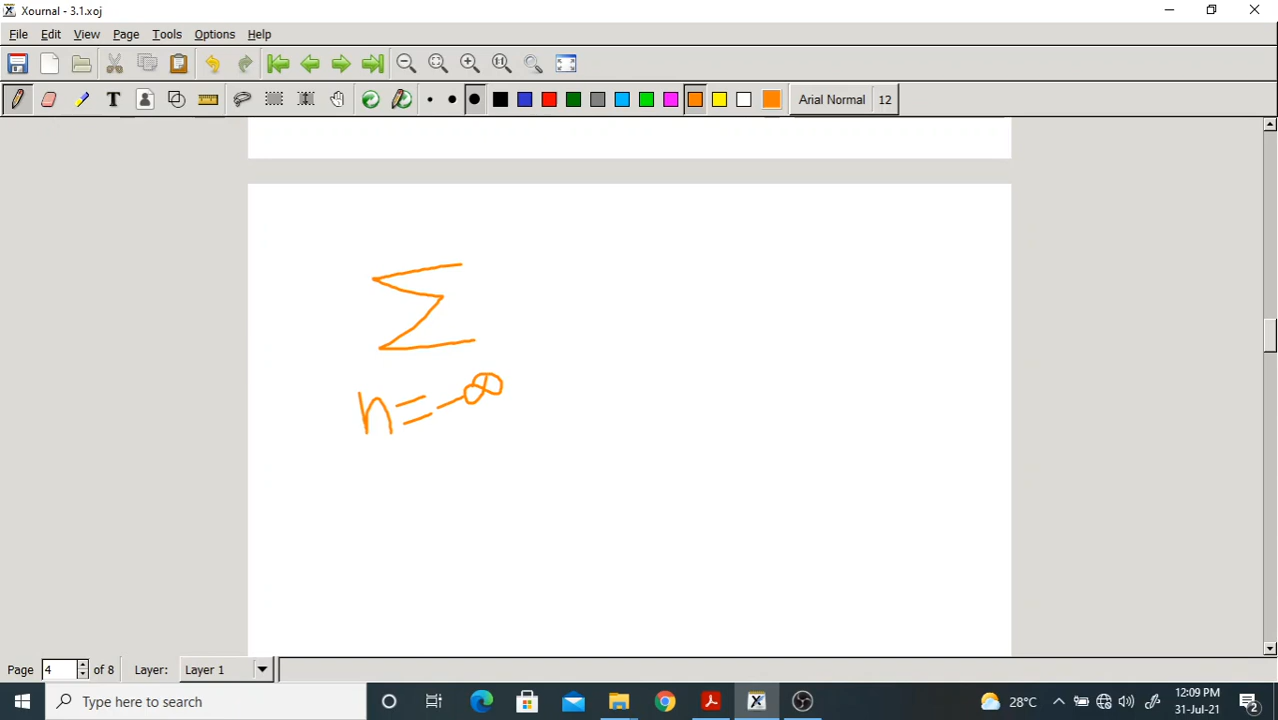 Xournal - 3.1.xoj
File Edit View Page Tools Options Help
Arial Normal 12
Σ
n=-∞
Page 4 of 8 Layer: Layer 1
Type here to search
28°C
12:09 PM
31-Jul-21
2